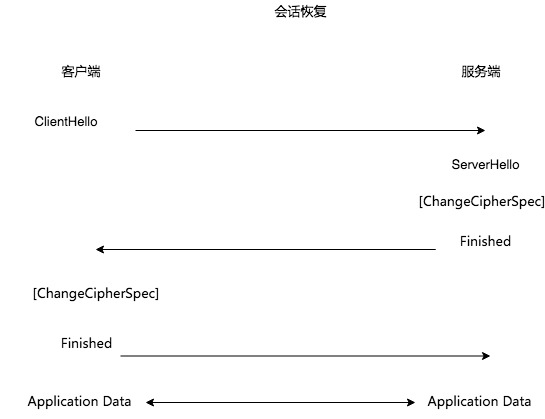 会话恢复
客户端 服务端
ClientHello
ServerHello
[ChangeCipherSpec]
Finished
[ChangeCipherSpec]
Finished
Application Data Application Data